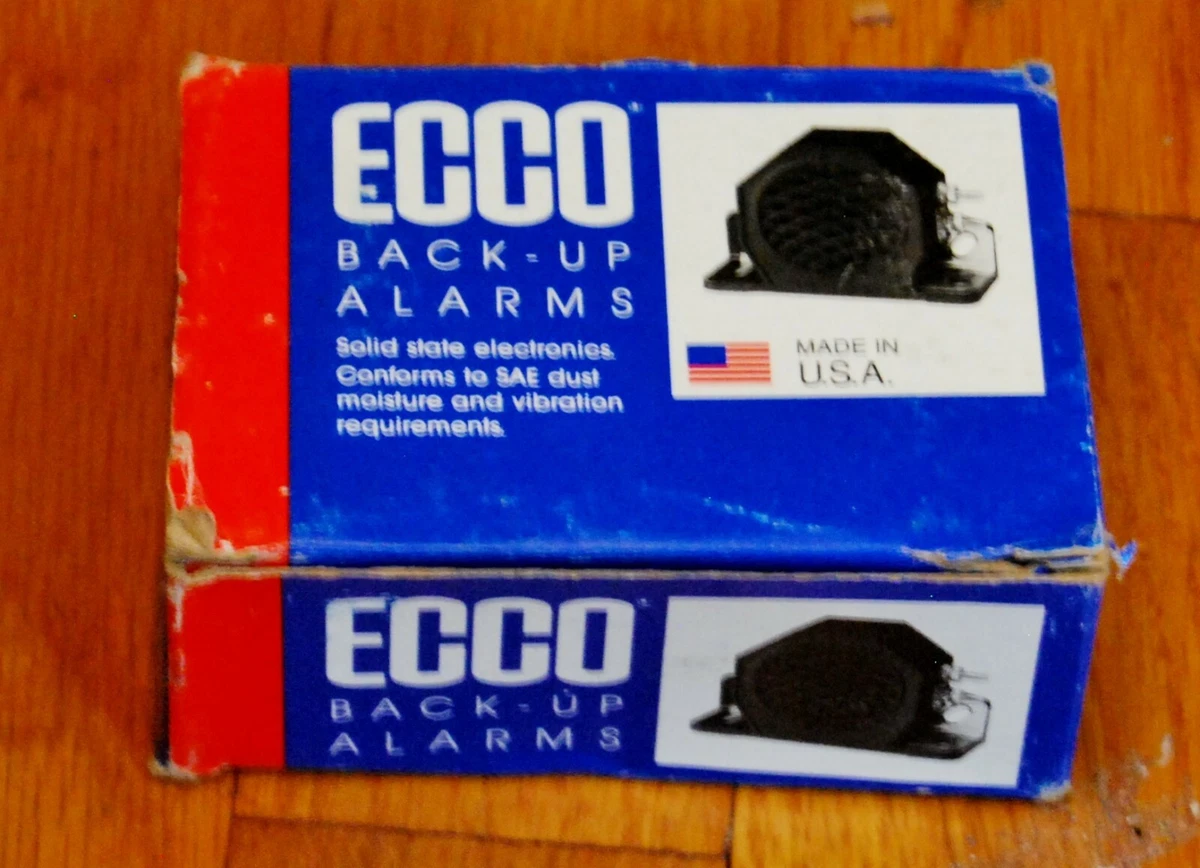 ECCO
BACK-UP
ALARMS
Solid state electronics.
Conforms to SAE dust
moisture and vibration
requirements.
MADE IN
U.S.A.
ECCO
BACK-UP
ALARMS